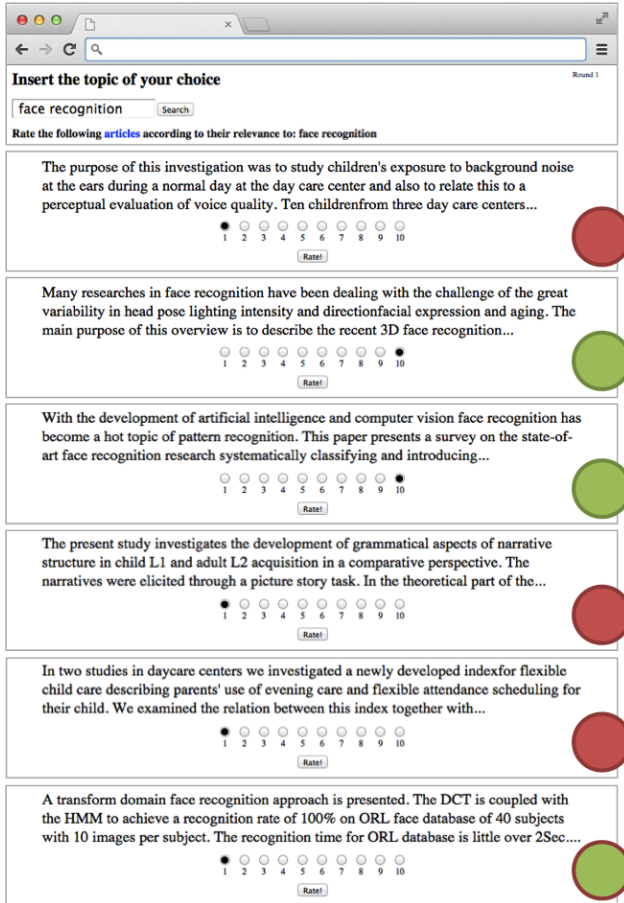 Insert the topic of your choice
Round 1
face recognition Search
Rate the following articles according to their relevance to: face recognition
The purpose of this investigation was to study children's exposure to background noise
at the ears during a normal day at the day care center and also to relate this to a
perceptual evaluation of voice quality. Ten childrenfrom three day care centers...
1 2 3 4 5 6 7 8 9 10
Rate!
Many researches in face recognition have been dealing with the challenge of the great
variability in head pose lighting intensity and directionfacial expression and aging. The
main purpose of this overview is to describe the recent 3D face recognition...
1 2 3 4 5 6 7 8 9 10
Rate!
With the development of artificial intelligence and computer vision face recognition has
become a hot topic of pattern recognition. This paper presents a survey on the state-of-
art face recognition research systematically classifying and introducing...
1 2 3 4 5 6 7 8 9 10
Rate!
The present study investigates the development of grammatical aspects of narrative
structure in child L1 and adult L2 acquisition in a comparative perspective. The
narratives were elicited through a picture story task. In the theoretical part of the...
1 2 3 4 5 6 7 8 9 10
Rate!
In two studies in daycare centers we investigated a newly developed indexfor flexible
child care describing parents' use of evening care and flexible attendance scheduling for
their child. We examined the relation between this index together with...
1 2 3 4 5 6 7 8 9 10
Rate!
A transform domain face recognition approach is presented. The DCT is coupled with
the HMM to achieve a recognition rate of 100% on ORL face database of 40 subjects
with 10 images per subject. The recognition time for ORL database is little over 2Sec....
1 2 3 4 5 6 7 8 9 10
Rate!